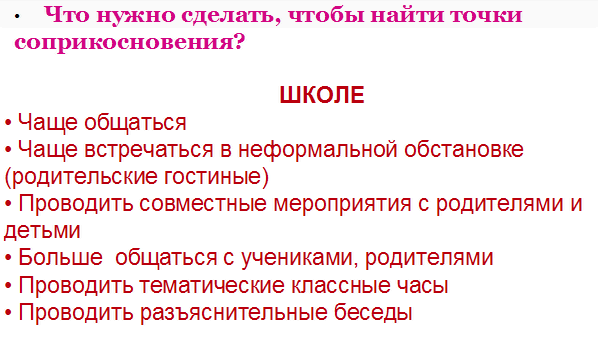 • Что нужно сделать, чтобы найти точки
соприкосновения?
ШКОЛЕ
• Чаще общаться
• Чаще встречаться в неформальной обстановке
(родительские гостиные)
• Проводить совместные мероприятия с родителями и
детьми
• Больше  общаться с учениками, родителями
• Проводить тематические классные часы
• Проводить разъяснительные беседы